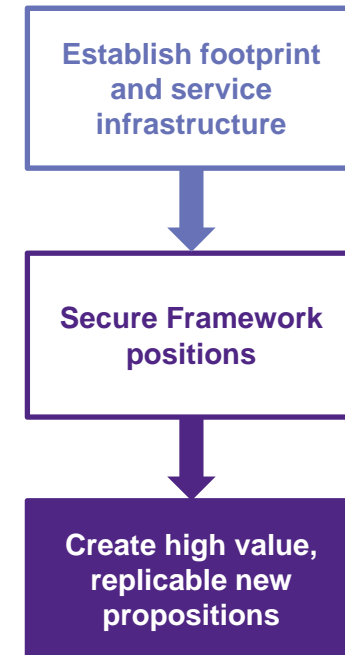 Establish footprint
and service
infrastructure
Secure Framework
positions
Create high value,
replicable new
propositions